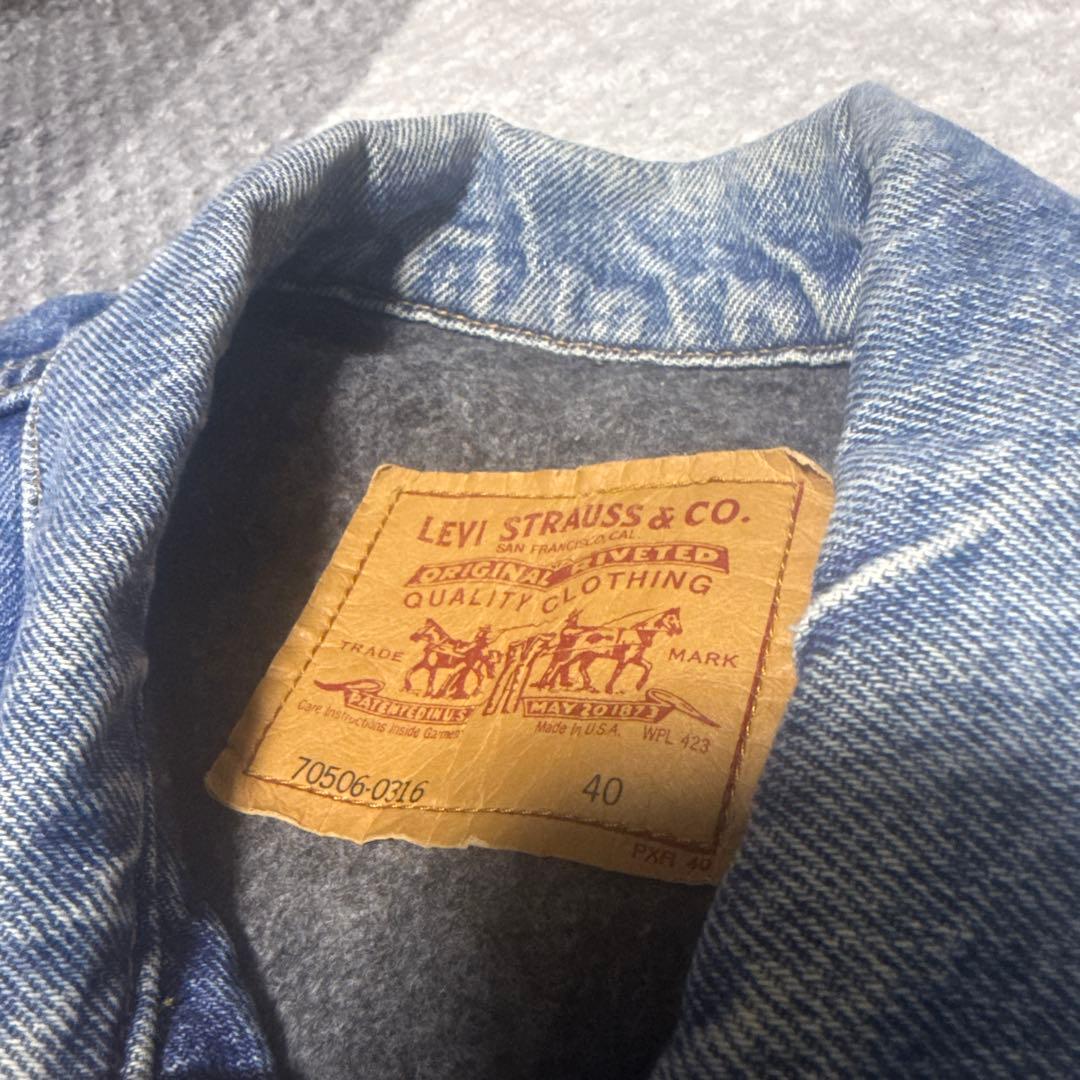 LEVI STRAUSS & CO.
SAN FRANCISCO, CAL.
ORIGINAL RIVETED
QUALITY CLOTHING
TRADE MARK
PATENTED IN U.S. MAY 20 1873
Care Instructions Inside Garment Made in U.S.A. WPL 423
70506-0316 40
PXR 40